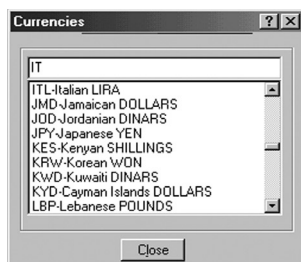 Currencies
IT
ITL-Italian LIRA
JMD-Jamaican DOLLARS
JOD-Jordanian DINARS
JPY-Japanese YEN
KES-Kenyan SHILLINGS
KRW-Korean WON
KWD-Kuwaiti DINARS
KYD-Cayman Islands DOLLARS
LBP-Lebanese POUNDS
Close